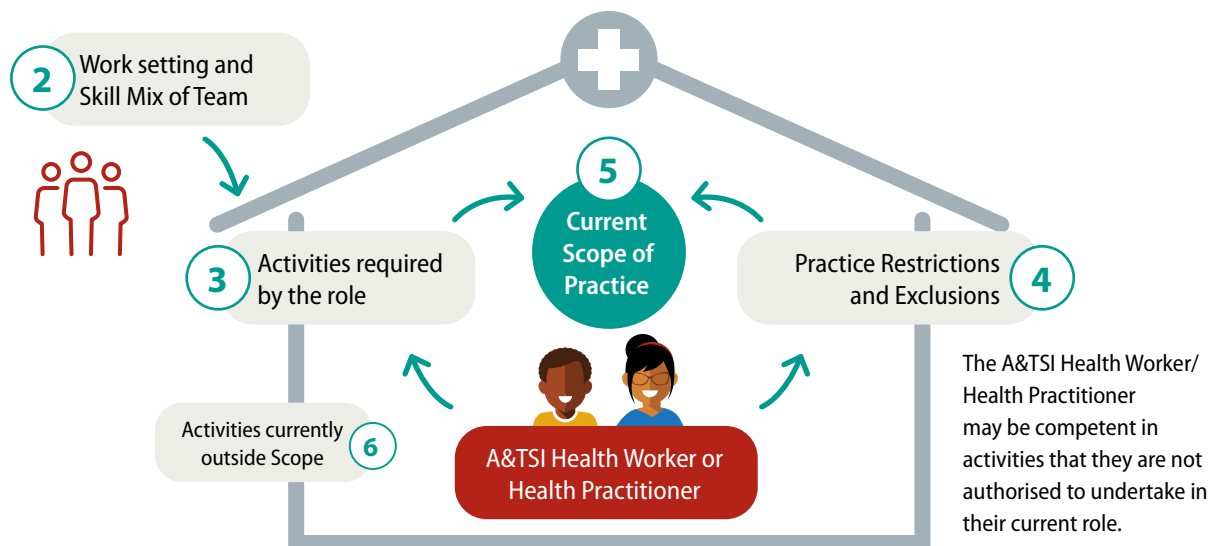 2
Work setting and
Skill Mix of Team
5
Current
Scope of
Practice
3
Activities required
by the role
Practice Restrictions
and Exclusions
4
Activities currently
outside Scope
6
A&TSI Health Worker or
Health Practitioner
The A&TSI Health Worker/
Health Practitioner
may be competent in
activities that they are not
authorised to undertake in
their current role.